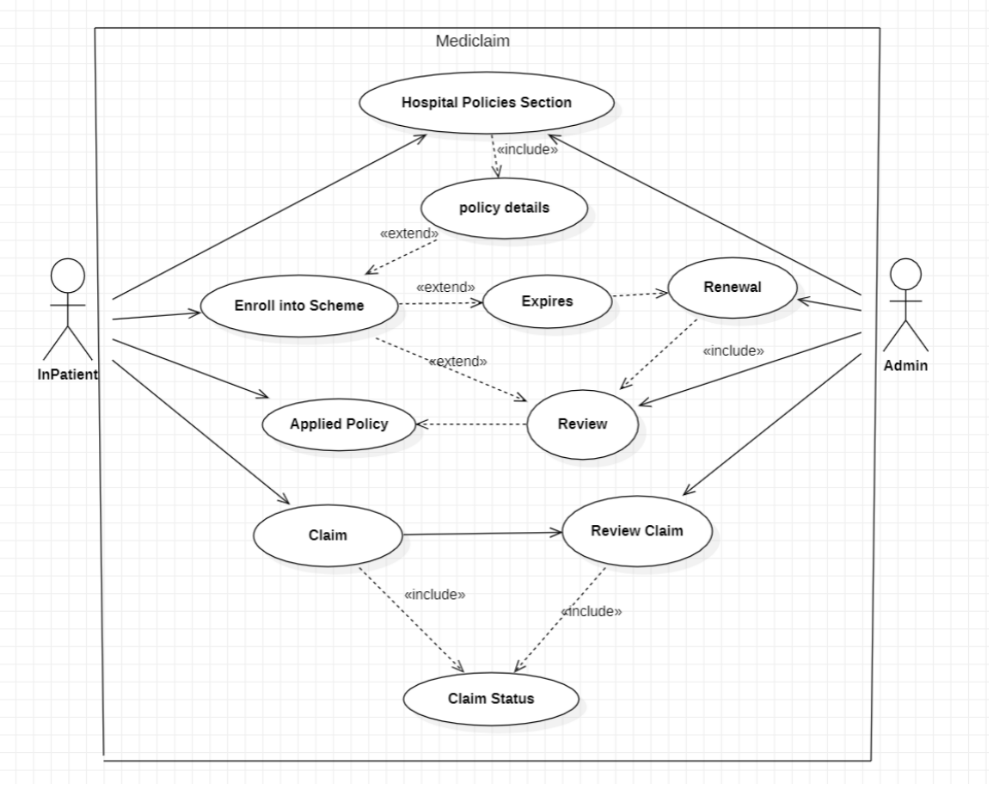 Mediclaim
Hospital Policies Section
«include»
policy details
«extend»
Enroll into Scheme
«extend»
Expires
Renewal
«extend»
«include»
InPatient
Admin
Applied Policy
Review
Claim
Review Claim
«include»
«include»
Claim Status